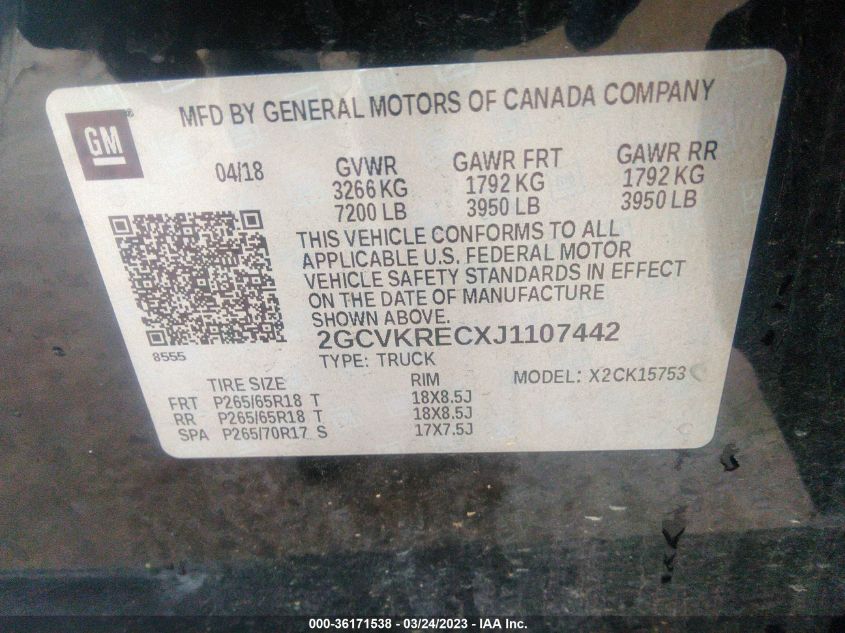 MFD BY GENERAL MOTORS OF CANADA COMPANY
GM®
04/18 GVWR GAWR FRT GAWR RR
3266 KG 1792 KG 1792 KG
7200 LB 3950 LB 3950 LB
THIS VEHICLE CONFORMS TO ALL
APPLICABLE U.S. FEDERAL MOTOR
VEHICLE SAFETY STANDARDS IN EFFECT
ON THE DATE OF MANUFACTURE
SHOWN ABOVE.
2GCVKRECXJ1107442
8555
TYPE: TRUCK
MODEL: X2CK15753
TIRE SIZE RIM
FRT P265/65R18 T 18X8.5J
RR P265/65R18 T 18X8.5J
SPA P265/70R17 S 17X7.5J
000-36171538 - 03/24/2023 - IAA Inc.